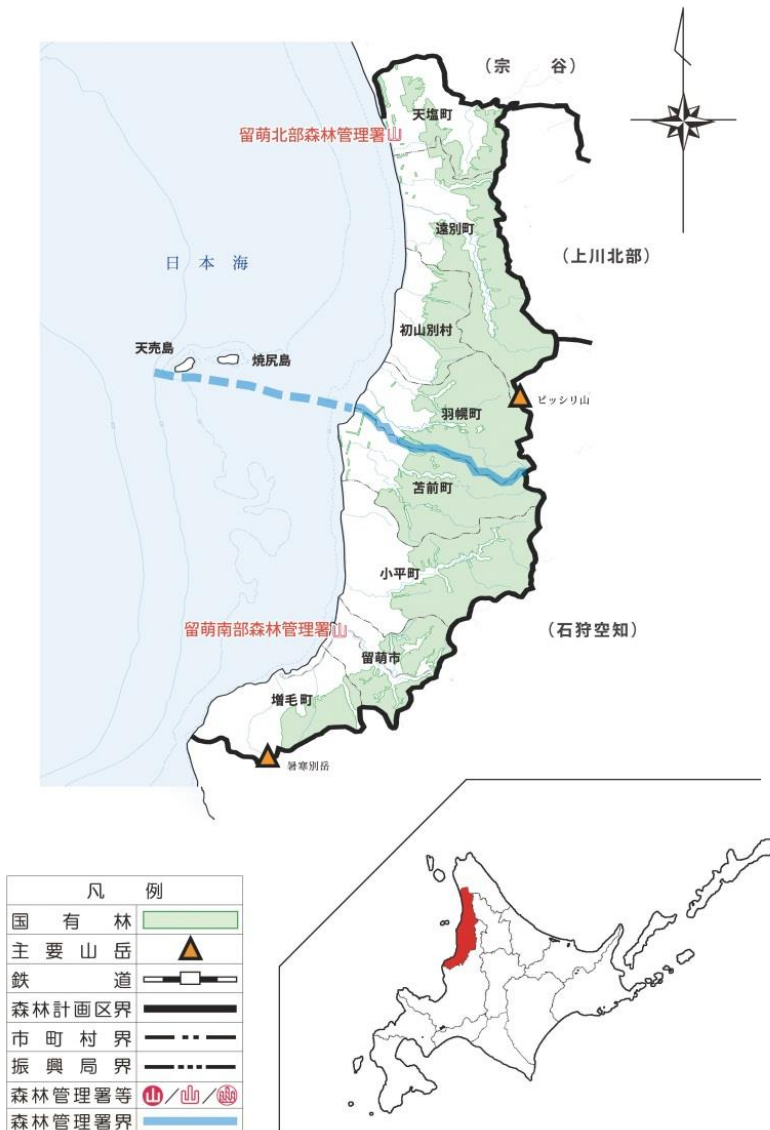 （宗　谷）
天塩町
留萌北部森林管理署
遠別町
（上川北部）
日本海
初山別村
天売島
焼尻島
羽幌町
ピッシリ山
苫前町
小平町
留萌南部森林管理署
（石狩空知）
留萌市
増毛町
暑寒別岳
凡　例
国有林
主要山岳
鉄道
森林計画区界
市町村界
振興局界
森林管理署等 山/山/山
森林管理署界